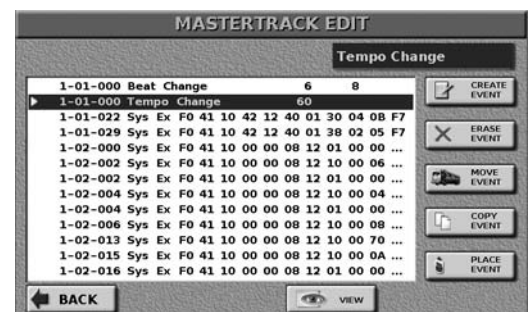 MASTERTRACK EDIT
Tempo Change
1-01-000 Beat Change 6 8
1-01-000 Tempo Change 60
1-01-022 Sys Ex F0 41 10 42 12 40 01 30 04 0B F7
1-01-029 Sys Ex F0 41 10 42 12 40 01 38 02 05 F7
1-02-000 Sys Ex F0 41 10 00 00 08 12 01 00 00 ...
1-02-002 Sys Ex F0 41 10 00 00 08 12 10 00 06 ...
1-02-002 Sys Ex F0 41 10 00 00 08 12 01 00 00 ...
1-02-004 Sys Ex F0 41 10 00 00 08 12 10 00 04 ...
1-02-004 Sys Ex F0 41 10 00 00 08 12 01 00 00 ...
1-02-006 Sys Ex F0 41 10 00 00 08 12 10 00 08 ...
1-02-013 Sys Ex F0 41 10 00 00 08 12 10 00 70 ...
1-02-015 Sys Ex F0 41 10 00 00 08 12 10 00 0A ...
1-02-016 Sys Ex F0 41 10 00 00 08 12 01 00 00 ...
CREATE
EVENT
ERASE
EVENT
MOVE
EVENT
COPY
EVENT
PLACE
EVENT
BACK
VIEW